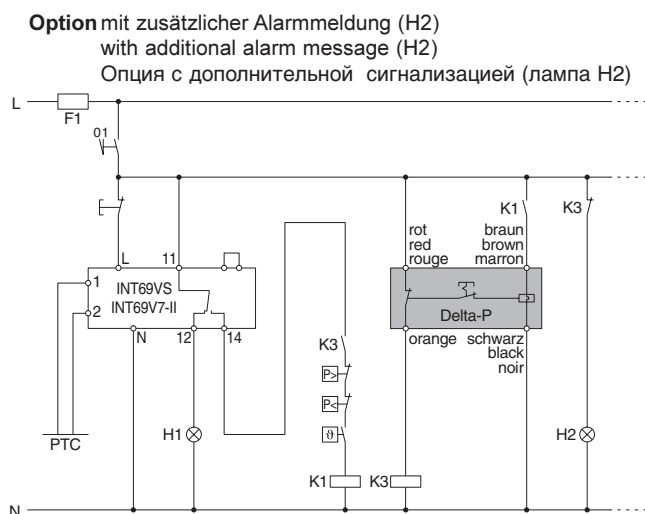 Option mit zusätzlicher Alarmmeldung (H2)
with additional alarm message (H2)
Опция с дополнительной сигнализацией (лампа H2)
L
F1
01
K1
K3
rot
red
rouge
braun
brown
marron
L
11
1
2
INT69VS
INT69V7-II
Delta-P
N
12
14
orange
schwarz
black
noir
K3
P>
P<
ϑ
PTC
H1
H2
K1
K3
N